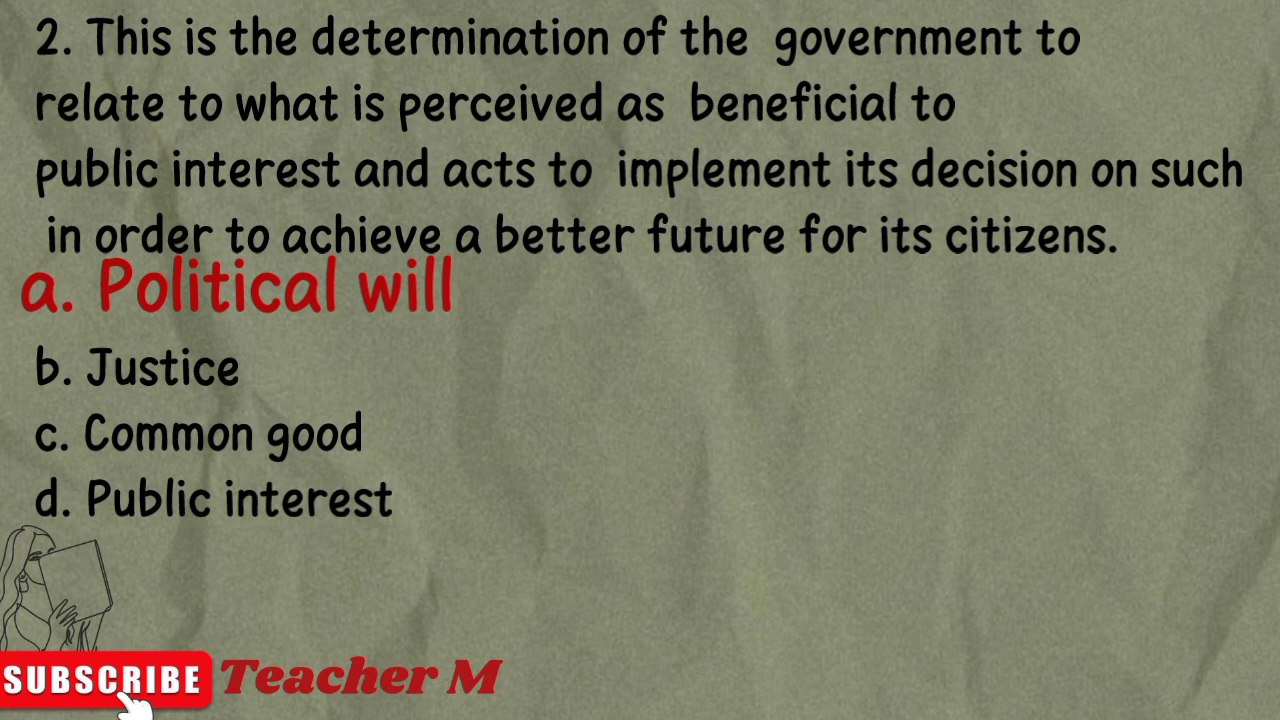 2. This is the determination of the government to
relate to what is perceived as beneficial to
public interest and acts to implement its decision on such
in order to achieve a better future for its citizens.
a. Political will
b. Justice
c. Common good
d. Public interest
SUBSCRIBE Teacher M